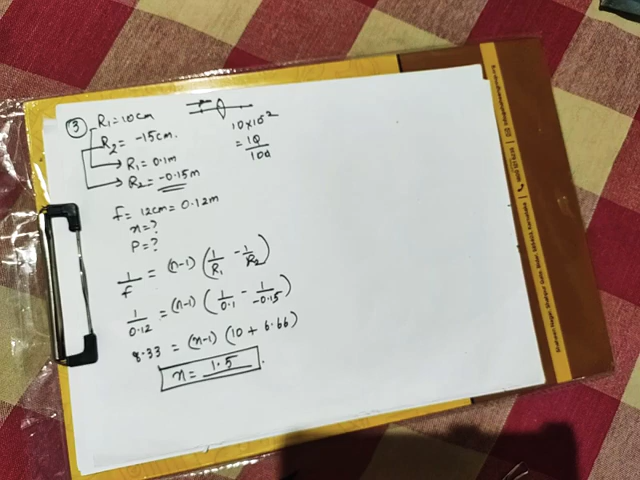 ③ R₁ = 10cm
R₂ = -15cm.
→ R₁ = 0.1m
→ R₂ = -0.15m
10×10²
= 10
100
f = 12cm = 0.12m
n = ?
P = ?
1/f = (n-1) (1/R₁ - 1/R₂)
1/0.12 = (n-1) (1/0.1 - 1/-0.15)
8.33 = (n-1) (10 + 6.66)
n = 1.5